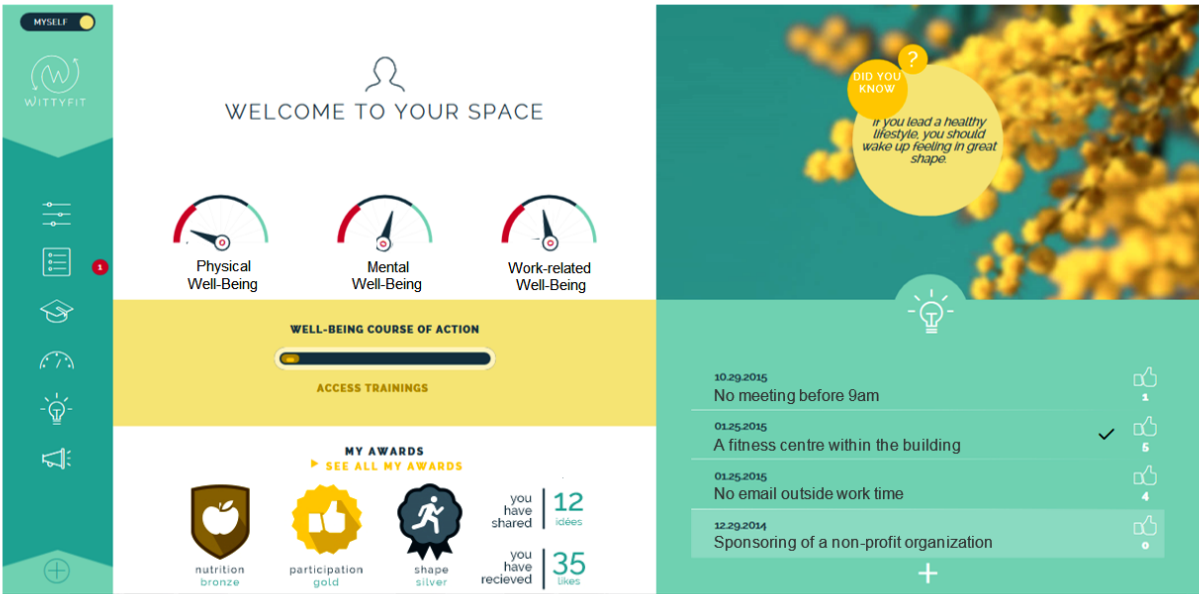 MYSELF
WITTYFIT
1
WELCOME TO YOUR SPACE
Physical
Well-Being
Mental
Well-Being
Work-related
Well-Being
WELL-BEING COURSE OF ACTION
ACCESS TRAININGS
MY AWARDS
SEE ALL MY AWARDS
nutrition
bronze
participation
gold
shape
silver
you
have
shared
12
idées
you
have
recieved
35
likes
?
DID YOU
KNOW
If you lead a healthy
lifestyle, you should
wake up feeling in great
shape.
10.29.2015
No meeting before 9am
1
01.25.2015
A fitness centre within the building
5
01.25.2015
No email outside work time
4
12.29.2014
Sponsoring of a non-profit organization
0